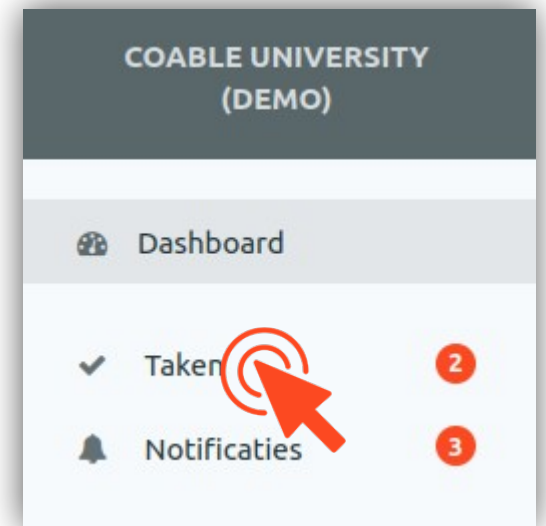 COABLE UNIVERSITY
(DEMO)
Dashboard
Taken 2
Notificaties 3